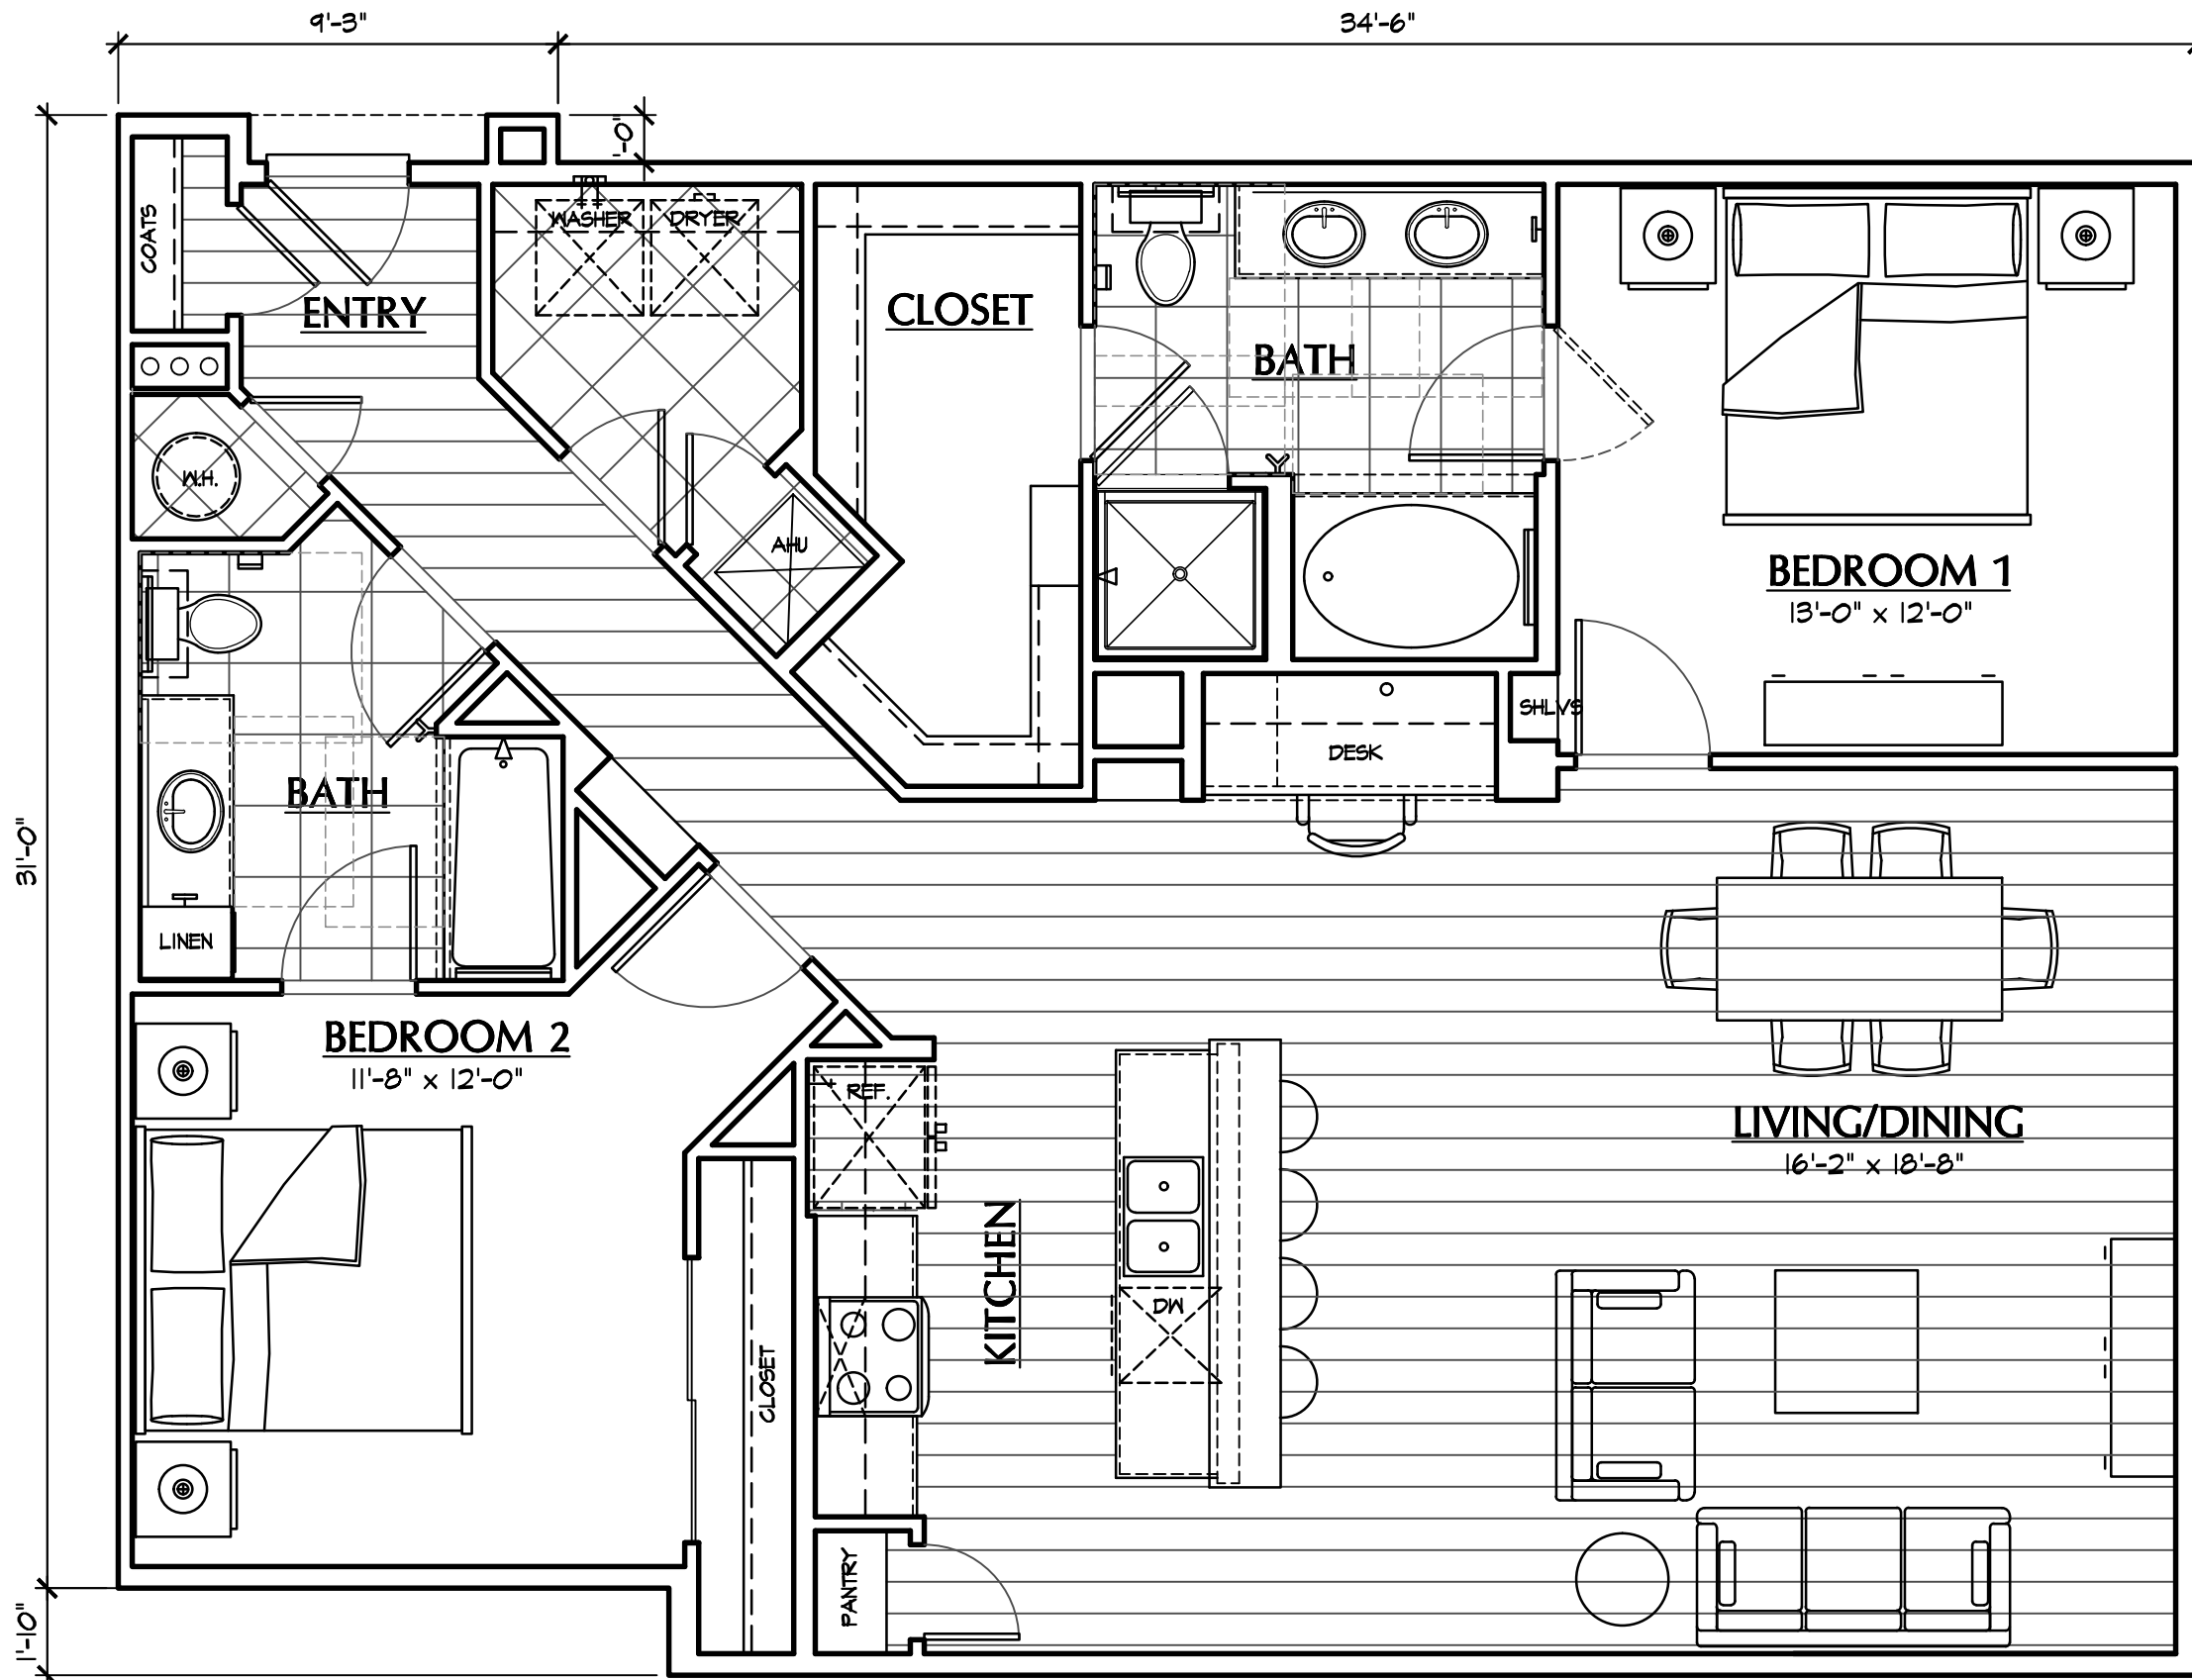 9'-3"
34'-6"
'-0"
COATS
WASHER
DRYER
ENTRY
CLOSET
BATH
W.H.
AHU
BEDROOM 1
13'-0" x 12'-0"
SHLVS
DESK
BATH
31'-0"
LINEN
BEDROOM 2
11'-8" x 12'-0"
REF.
LIVING/DINING
16'-2" x 18'-8"
KITCHEN
DW
CLOSET
PANTRY
1'-10"